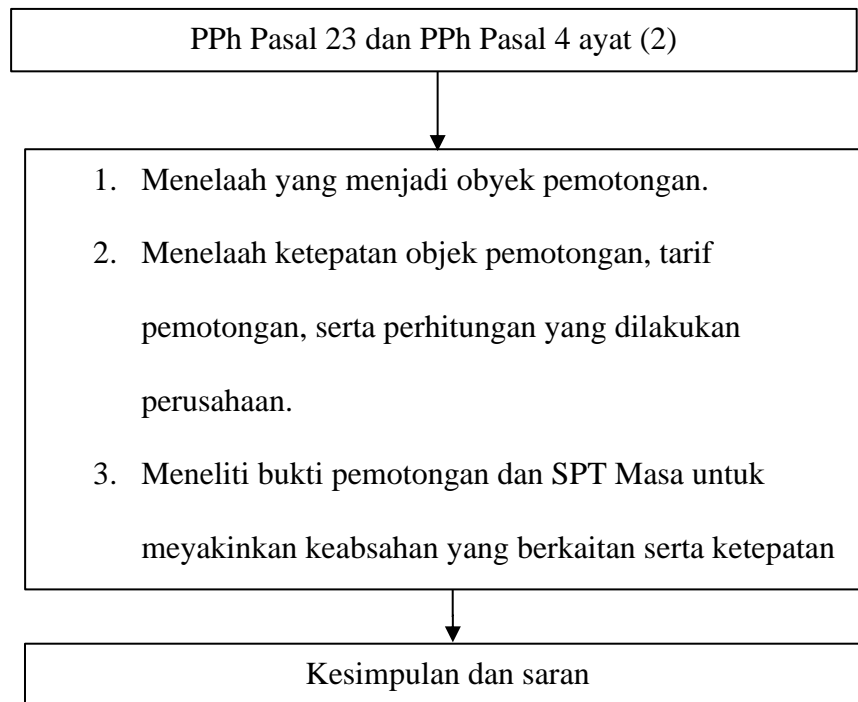 PPh Pasal 23 dan PPh Pasal 4 ayat (2)
1. Menelaah yang menjadi obyek pemotongan.
2. Menelaah ketepatan objek pemotongan, tarif
pemotongan, serta perhitungan yang dilakukan
perusahaan.
3. Meneliti bukti pemotongan dan SPT Masa untuk
meyakinkan keabsahan yang berkaitan serta ketepatan
Kesimpulan dan saran